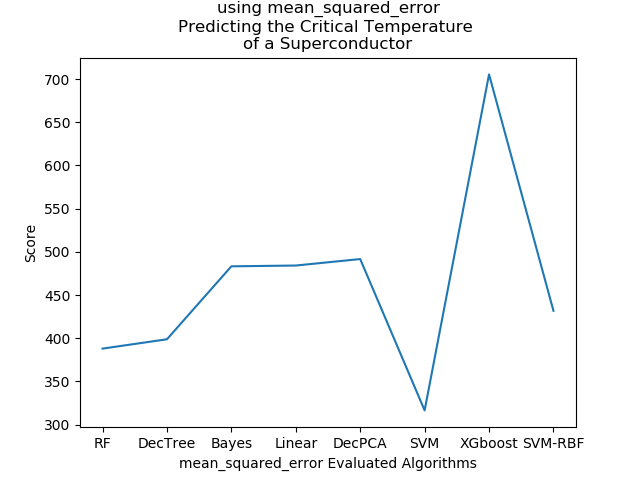 using mean_squared_error
Predicting the Critical Temperature
of a Superconductor
700
650
600
550
500
450
400
350
300
Score
RF DecTree Bayes Linear DecPCA SVM XGboost SVM-RBF
mean_squared_error Evaluated Algorithms